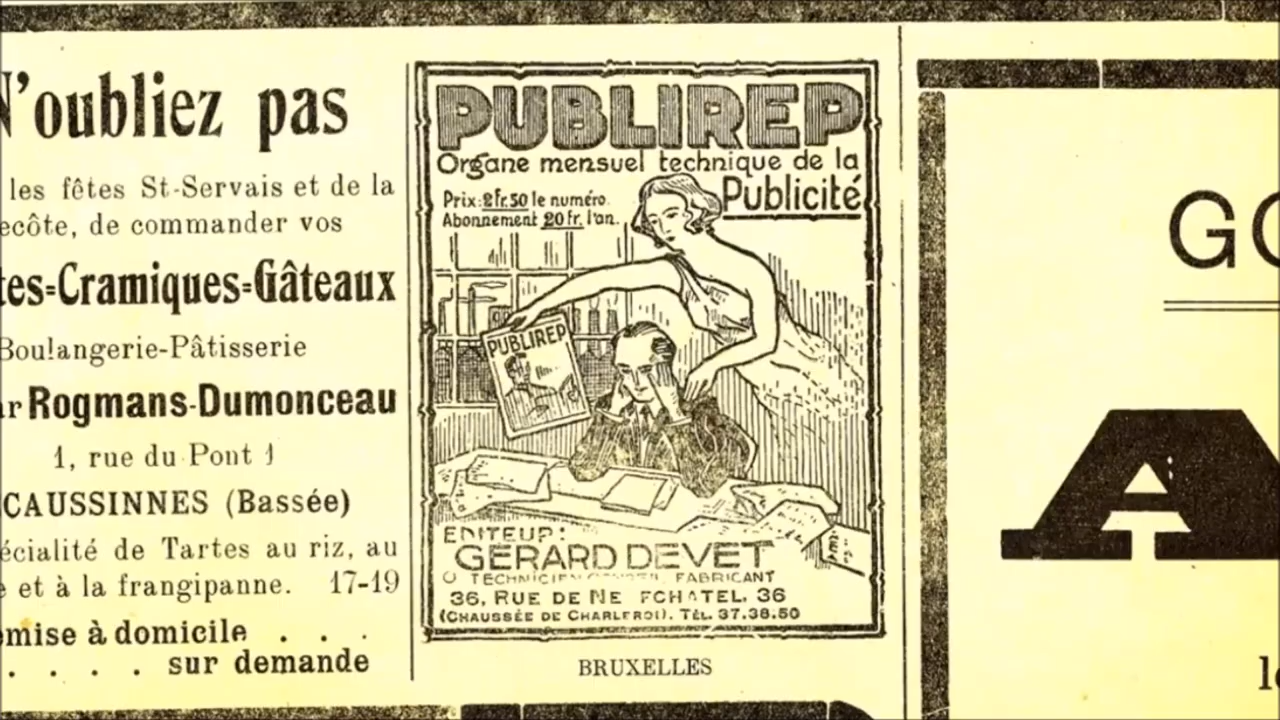 N'oubliez pas
les fêtes St-Servais et de la
ecôte, de commander vos
tes=Cramiques=Gâteaux
Boulangerie-Pâtisserie
ar Rogmans-Dumonceau
1, rue du Pont 1
CAUSSINNES (Bassée)
écialité de Tartes au riz, au
e et à la frangipanne. 17-19
emise à domicile . . .
. . . . sur demande
PUBLIREP
Organe mensuel technique de la
Publicité
Prix: 2 fr. 50 le numéro.
Abonnement 20 fr. l'an.
PUBLIREP
EDITEUR:
GERARD DEVET
TECHNICIEN CONSEIL FABRICANT
36, RUE DE NE FCHATEL, 36
(CHAUSSÉE DE CHARLEROI). TÉL. 37.38.50
BRUXELLES
GO
A
le